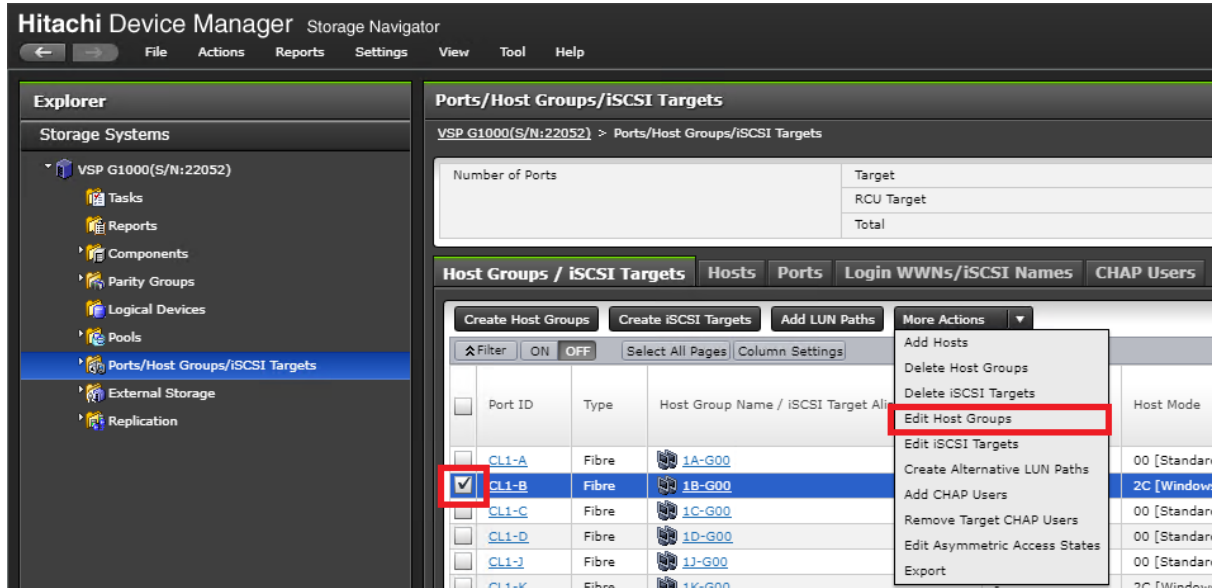 Hitachi Device Manager Storage Navigator
File Actions Reports Settings View Tool Help
Explorer
Storage Systems
VSP G1000(S/N:22052)
Tasks
Reports
Components
Parity Groups
Logical Devices
Pools
Ports/Host Groups/iSCSI Targets
External Storage
Replication
Ports/Host Groups/iSCSI Targets
VSP G1000(S/N:22052) > Ports/Host Groups/iSCSI Targets
Number of Ports Target
RCU Target
Total
Host Groups / iSCSI Targets Hosts Ports Login WWNs/iSCSI Names CHAP Users
Create Host Groups Create iSCSI Targets Add LUN Paths More Actions
Filter ON OFF Select All Pages Column Settings
Add Hosts
Delete Host Groups
Delete iSCSI Targets
Edit Host Groups
Edit iSCSI Targets
Create Alternative LUN Paths
Add CHAP Users
Remove Target CHAP Users
Edit Asymmetric Access States
Export
Port ID Type Host Group Name / iSCSI Target Host Mode
CL1-A Fibre 1A-G00 00 [Standar
CL1-B Fibre 1B-G00 2C [Window
CL1-C Fibre 1C-G00 00 [Standar
CL1-D Fibre 1D-G00 00 [Standar
CL1-J Fibre 1J-G00 00 [Standar
CL1-K Fibre 1K-G00 2C [Window